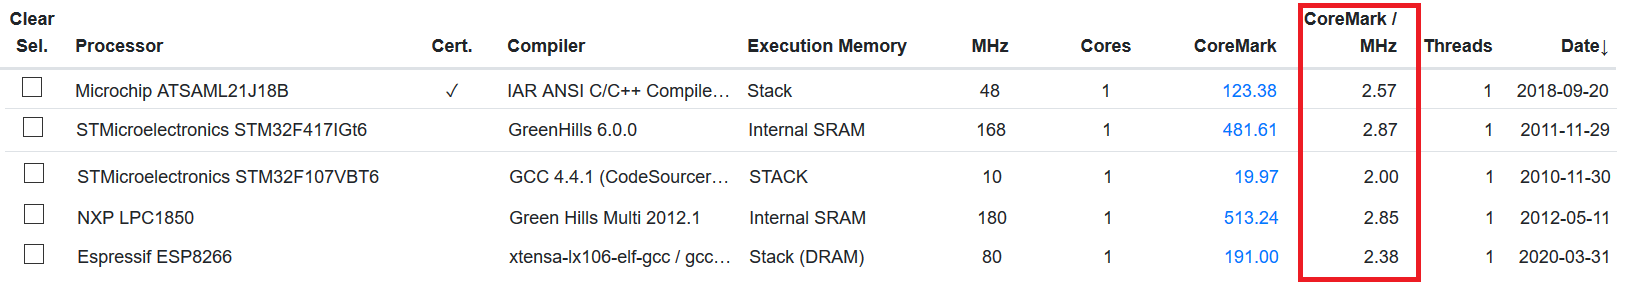 Clear Sel. Processor Cert. Compiler Execution Memory MHz Cores CoreMark CoreMark / MHz Threads Date↓
Microchip ATSAML21J18B ✓ IAR ANSI C/C++ Compile… Stack 48 1 123.38 2.57 1 2018-09-20
STMicroelectronics STM32F417IGt6 GreenHills 6.0.0 Internal SRAM 168 1 481.61 2.87 1 2011-11-29
STMicroelectronics STM32F107VBT6 GCC 4.4.1 (CodeSourcer… STACK 10 1 19.97 2.00 1 2010-11-30
NXP LPC1850 Green Hills Multi 2012.1 Internal SRAM 180 1 513.24 2.85 1 2012-05-11
Espressif ESP8266 xtensa-lx106-elf-gcc / gcc… Stack (DRAM) 80 1 191.00 2.38 1 2020-03-31